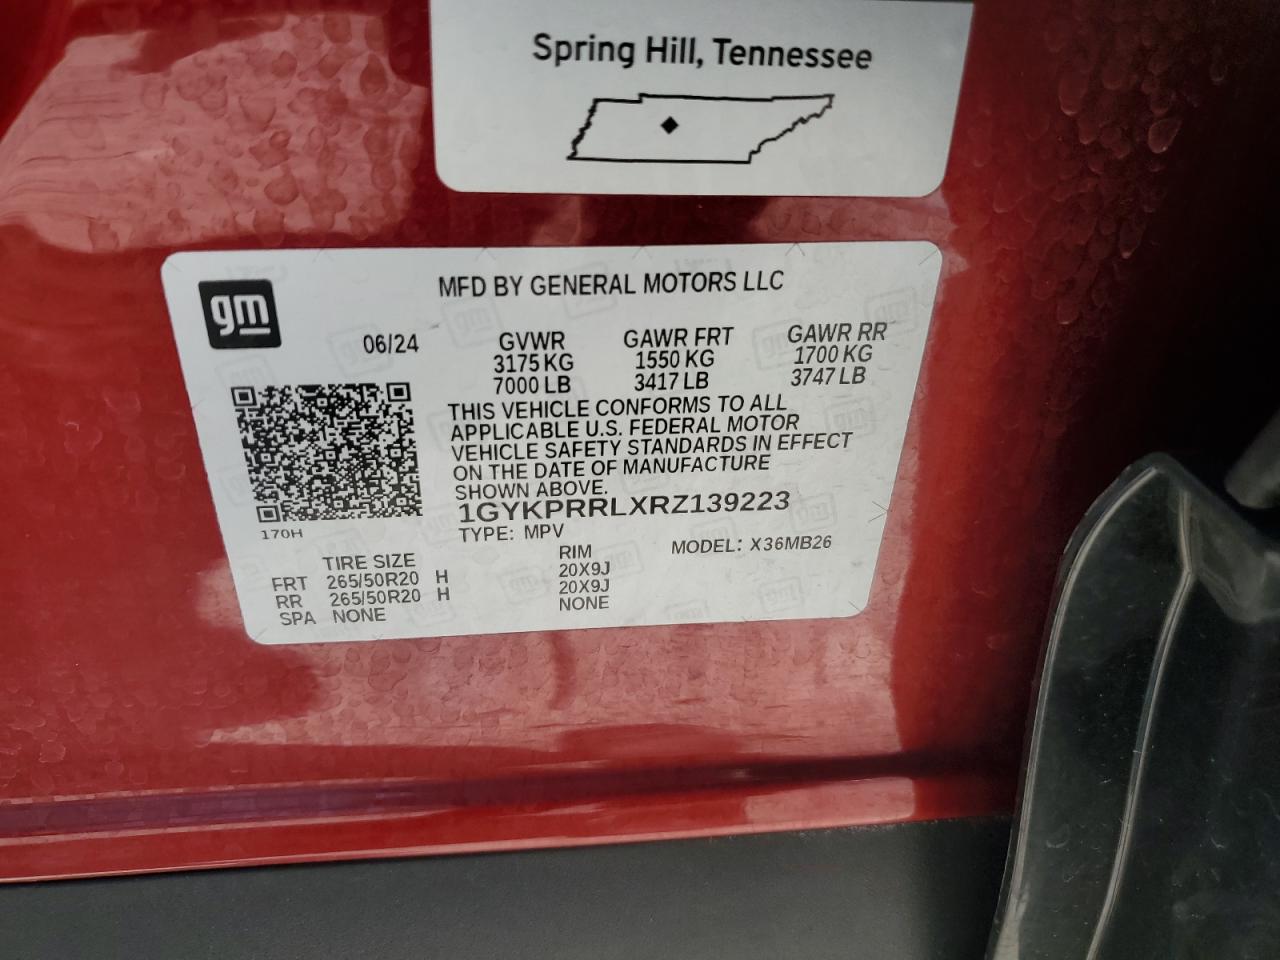 Spring Hill, Tennessee
gm
MFD BY GENERAL MOTORS LLC
06/24
GVWR GAWR FRT GAWR RR
3175 KG 1550 KG 1700 KG
7000 LB 3417 LB 3747 LB
THIS VEHICLE CONFORMS TO ALL
APPLICABLE U.S. FEDERAL MOTOR
VEHICLE SAFETY STANDARDS IN EFFECT
ON THE DATE OF MANUFACTURE
SHOWN ABOVE.
1GYKPRRLXRZ139223
170H
TYPE: MPV MODEL: X36MB26
TIRE SIZE RIM
FRT 265/50R20 H 20X9J
RR 265/50R20 H 20X9J
SPA NONE NONE